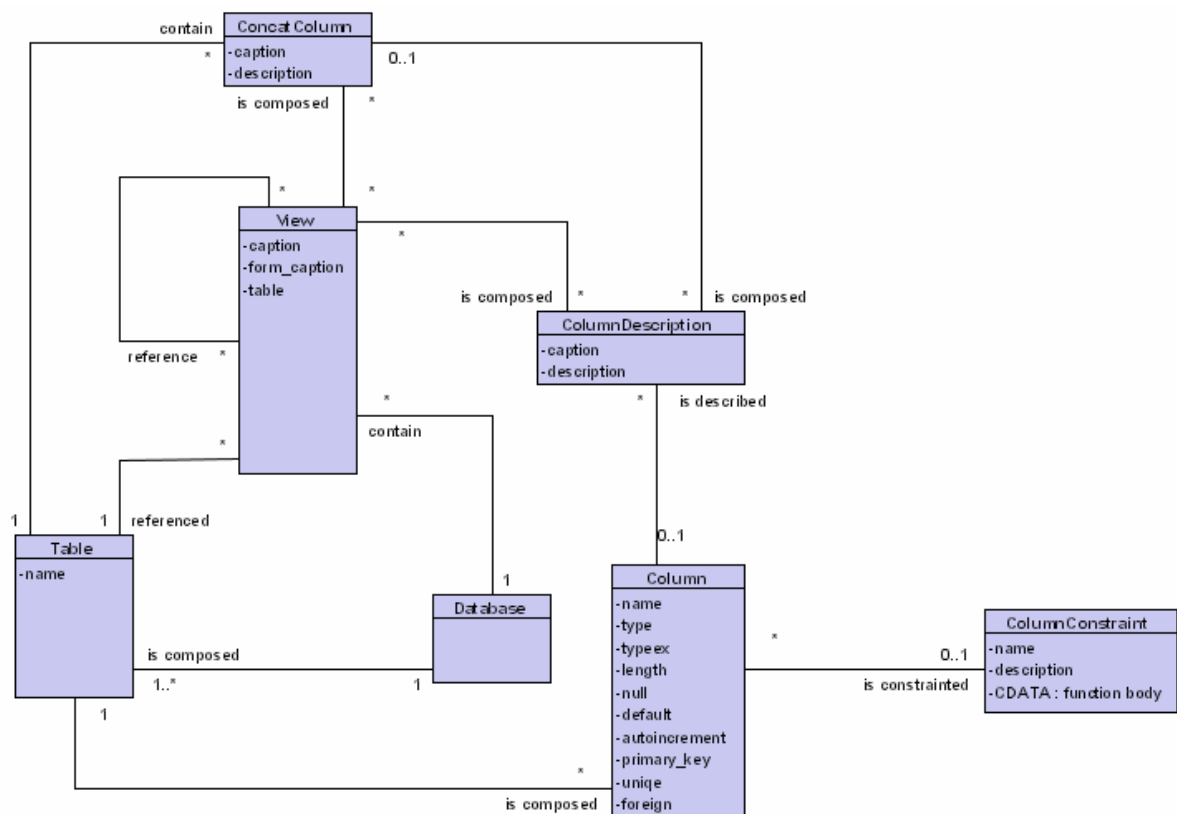 contain
ConcatColumn
*
-caption
-description
0..1
is composed
*
*
*
View
-caption
-form_caption
-table
*
is composed
*
*
is composed
ColumnDescription
-caption
-description
reference
*
*
is described
*
contain
*
1
1
referenced
0..1
Table
-name
1
Database
Column
-name
-type
-typeex
-length
-null
-default
-autoincrement
-primary_key
-uniqe
-foreign
*
0..1
is constrainted
ColumnConstraint
-name
-description
-CDATA : function body
is composed
1..*
1
1
*
is composed